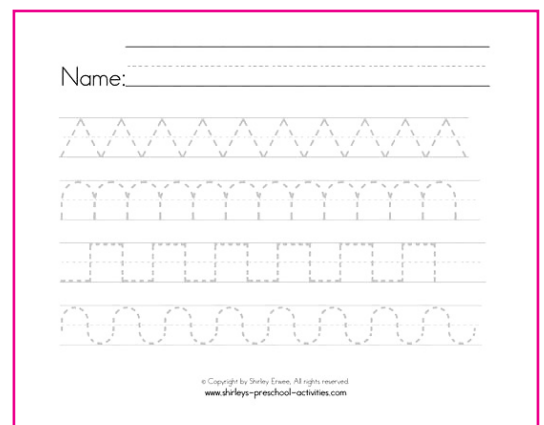 Name:
© Copyright by Shirley Erwee, All rights reserved.
www.shirleys-preschool-activities.com